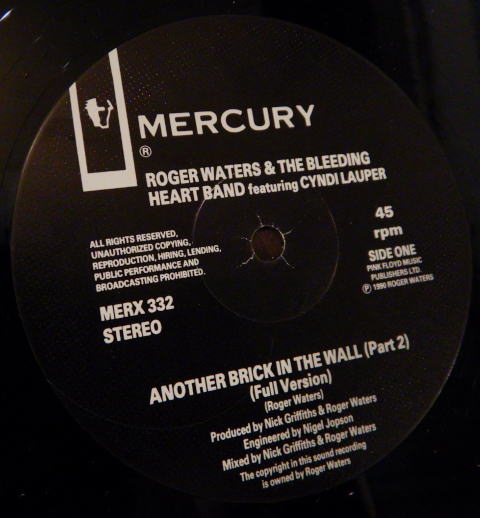 MERCURY
®
ROGER WATERS & THE BLEEDING
HEART BAND featuring CYNDI LAUPER
ALL RIGHTS RESERVED,
UNAUTHORIZED COPYING,
REPRODUCTION, HIRING, LENDING,
PUBLIC PERFORMANCE AND
BROADCASTING PROHIBITED.
MERX 332
STEREO
45
rpm
SIDE ONE
PINK FLOYD MUSIC
PUBLISHERS LTD.
℗ 1990 ROGER WATERS
ANOTHER BRICK IN THE WALL (Part 2)
(Full Version)
(Roger Waters)
Produced by Nick Griffiths & Roger Waters
Engineered by Nigel Jopson
Mixed by Nick Griffiths & Roger Waters
The copyright in this sound recording
is owned by Roger Waters